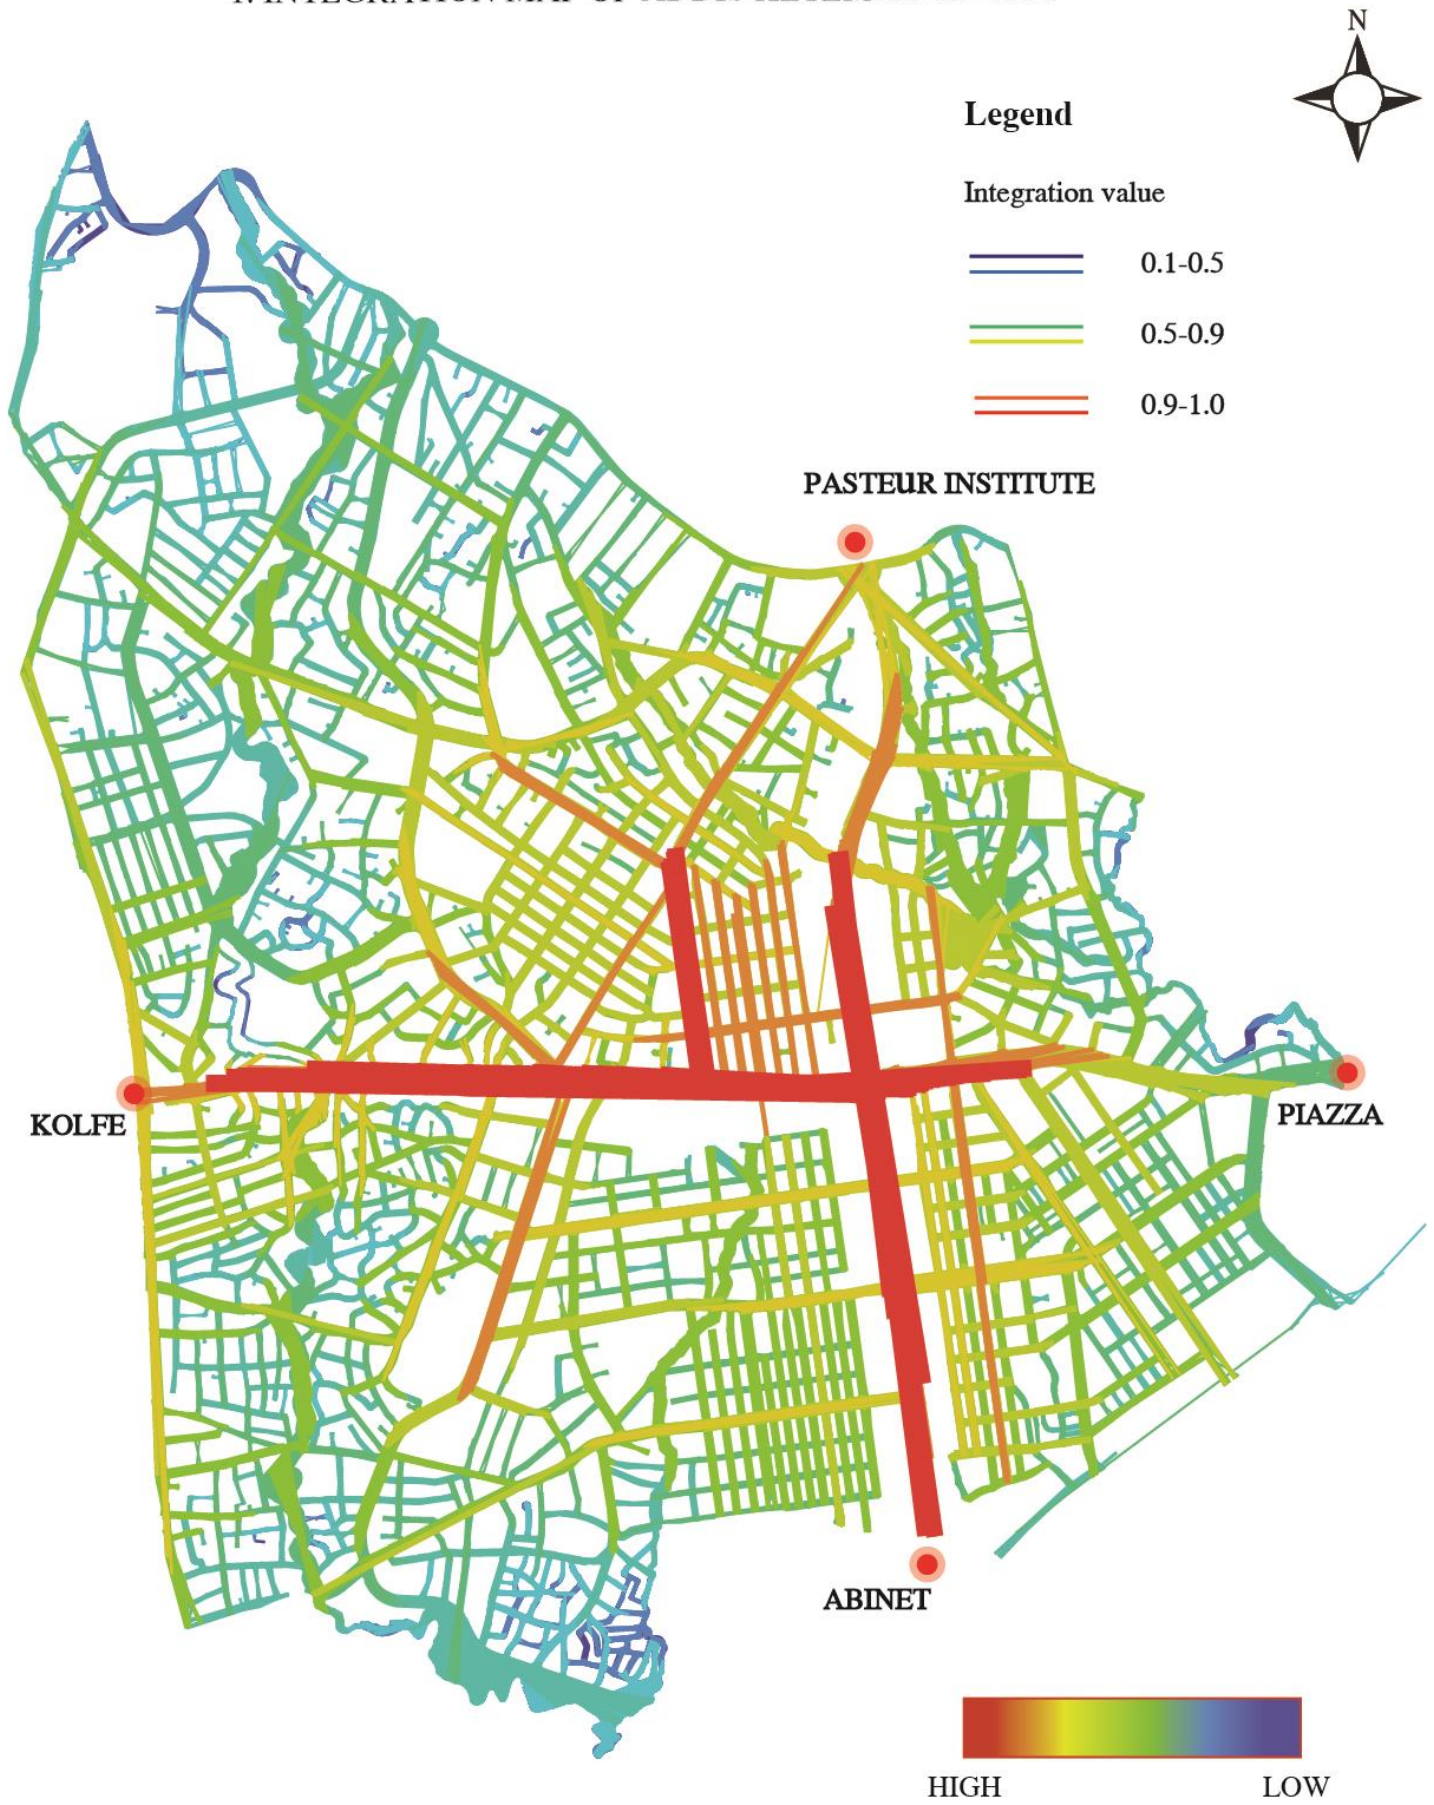 N
Legend
Integration value
0.1-0.5
0.5-0.9
0.9-1.0
PASTEUR INSTITUTE
KOLFE
PIAZZA
ABINET
HIGH
LOW